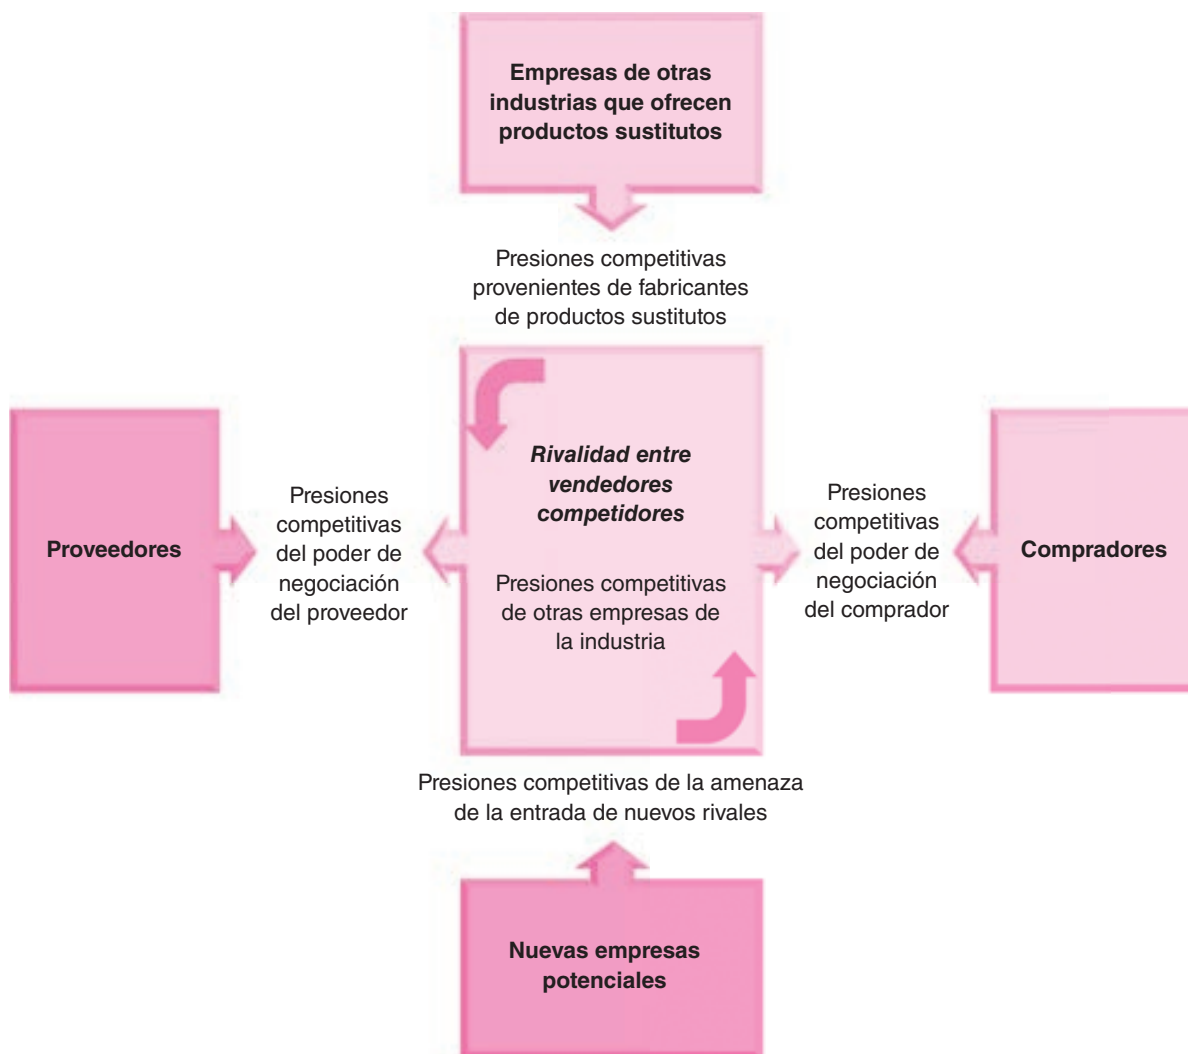 Empresas de otras
industrias que ofrecen
productos sustitutos
Presiones competitivas
provenientes de fabricantes
de productos sustitutos
Proveedores
Presiones
competitivas
del poder de
negociación
del proveedor
Rivalidad entre
vendedores
competidores
Presiones competitivas
de otras empresas de
la industria
Presiones
competitivas
del poder de
negociación
del comprador
Compradores
Presiones competitivas de la amenaza
de la entrada de nuevos rivales
Nuevas empresas
potenciales